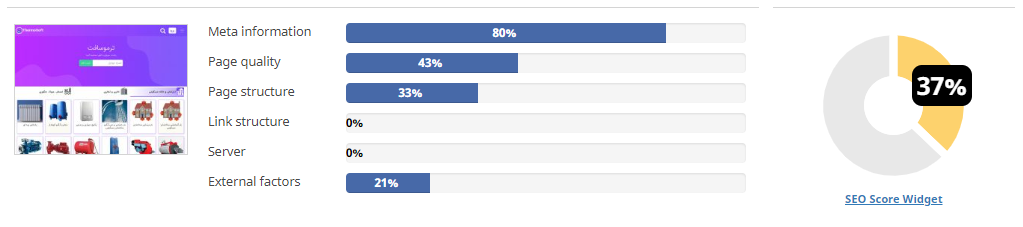 ترموسافت
Meta information
80%
Page quality
43%
Page structure
33%
Link structure
0%
Server
0%
External factors
21%
37%
SEO Score Widget